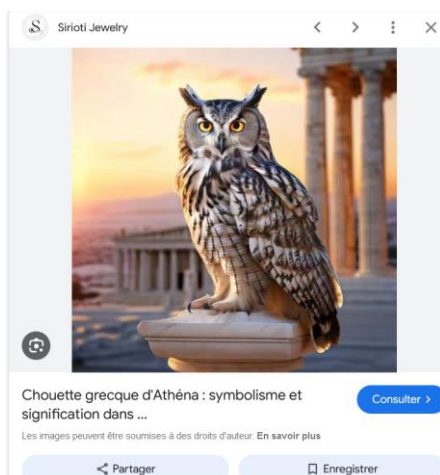 Sirioti Jewelry
Chouette grecque d'Athéna : symbolisme et
signification dans ...
Consulter >
Les images peuvent être soumises à des droits d'auteur. En savoir plus
Partager
Enregistrer